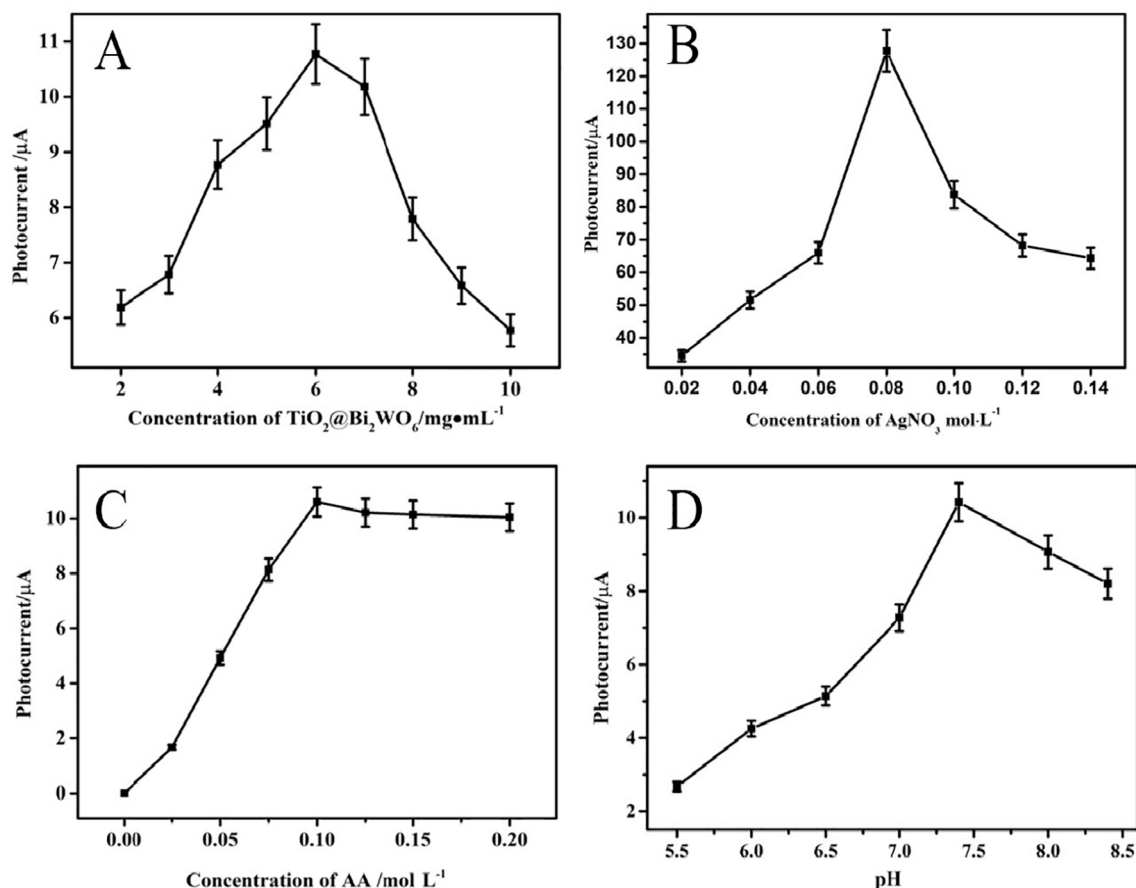 A
11
10
9
8
7
6
Photocurrent /μA
2 4 6 8 10
Concentration of TiO₂@Bi₂WO₆/mg•mL⁻¹
B
130
120
110
100
90
80
70
60
50
40
Photocurrent/μA
0.02 0.04 0.06 0.08 0.10 0.12 0.14
Concentration of AgNO₃ mol·L⁻¹
C
10
8
6
4
2
0
Photocurrent/μA
0.00 0.05 0.10 0.15 0.20
Concentration of AA /mol L⁻¹
D
10
8
6
4
2
Photocurrent/μA
5.5 6.0 6.5 7.0 7.5 8.0 8.5
pH